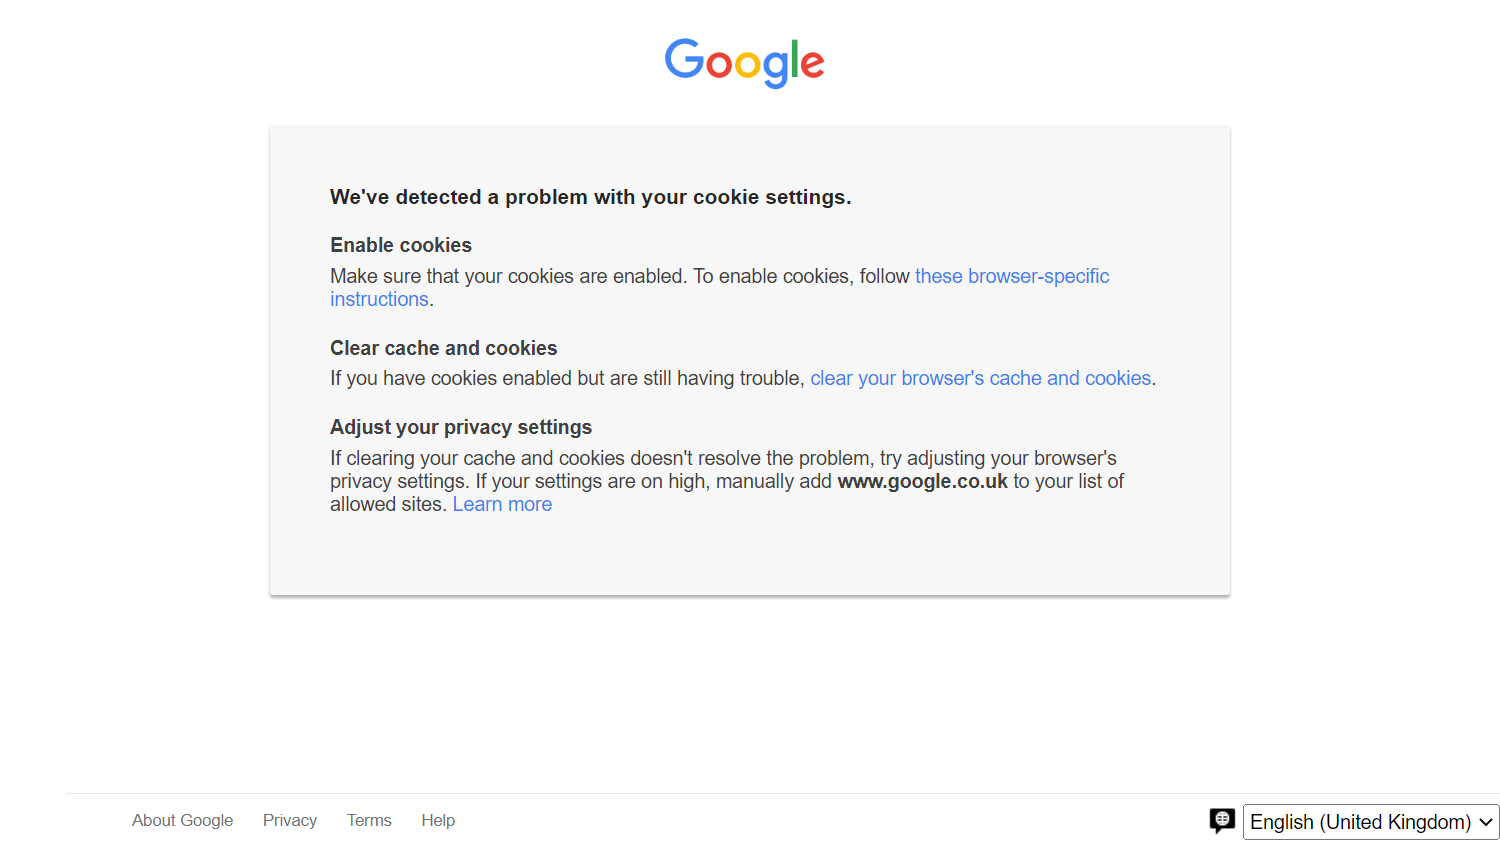 Google
We've detected a problem with your cookie settings.
Enable cookies
Make sure that your cookies are enabled. To enable cookies, follow these browser-specific
instructions.
Clear cache and cookies
If you have cookies enabled but are still having trouble, clear your browser's cache and cookies.
Adjust your privacy settings
If clearing your cache and cookies doesn't resolve the problem, try adjusting your browser's
privacy settings. If your settings are on high, manually add www.google.co.uk to your list of
allowed sites. Learn more
About Google Privacy Terms Help English (United Kingdom)